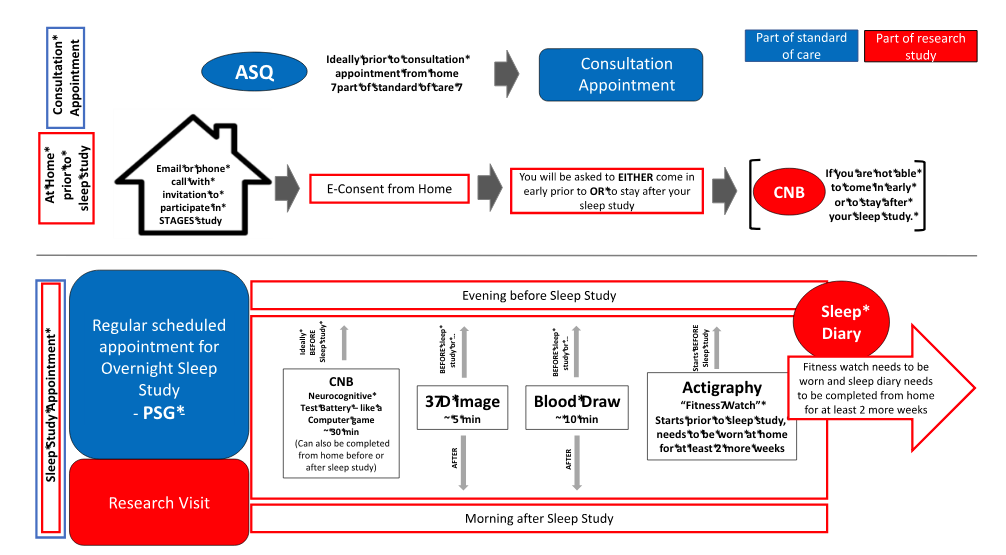 Consultation*
Appointment
ASQ
Ideally*prior*to*consultation*
appointment*from*home
7part*of*standard*of*care*7
Consultation
Appointment
Part of standard
of care
Part of research
study
At*Home*
prior*to*
sleep*study
Email*or*phone*
call*with*
invitation*to*
participate*in*
STAGES*study
E-Consent from Home
You will be asked to EITHER come in
early prior to OR*to stay after your
sleep study
CNB
If*you*are*not*able*
to*come*in*early*
or*to*stay*after*
your*sleep*study.*
Sleep*Study*Appointment*
Regular scheduled
appointment for
Overnight Sleep
Study
- PSG*-
Research Visit
Evening before Sleep Study
Ideally*
BEFORE
Sleep*study*
BEFORE*sleep*
study*or*...
BEFORE*sleep*
study*or*...
Starts*BEFORE
Sleep*study
CNB
Neurocognitive*
Test*Battery*–*like*a
Computer*game
~*30*min
(Can also be completed
from home before or
after sleep study)
37D*Image
~*5*min
Blood*Draw
~*10*min
Actigraphy
“Fitness7Watch”*
Starts*prior*to*sleep*study,
needs*to*be*worn*at*home
for*at*least*2*more*weeks
AFTER
AFTER
Sleep*
Diary
Fitness watch needs to be
worn and sleep diary needs
to be completed from home
for at least 2 more weeks
Morning after Sleep Study